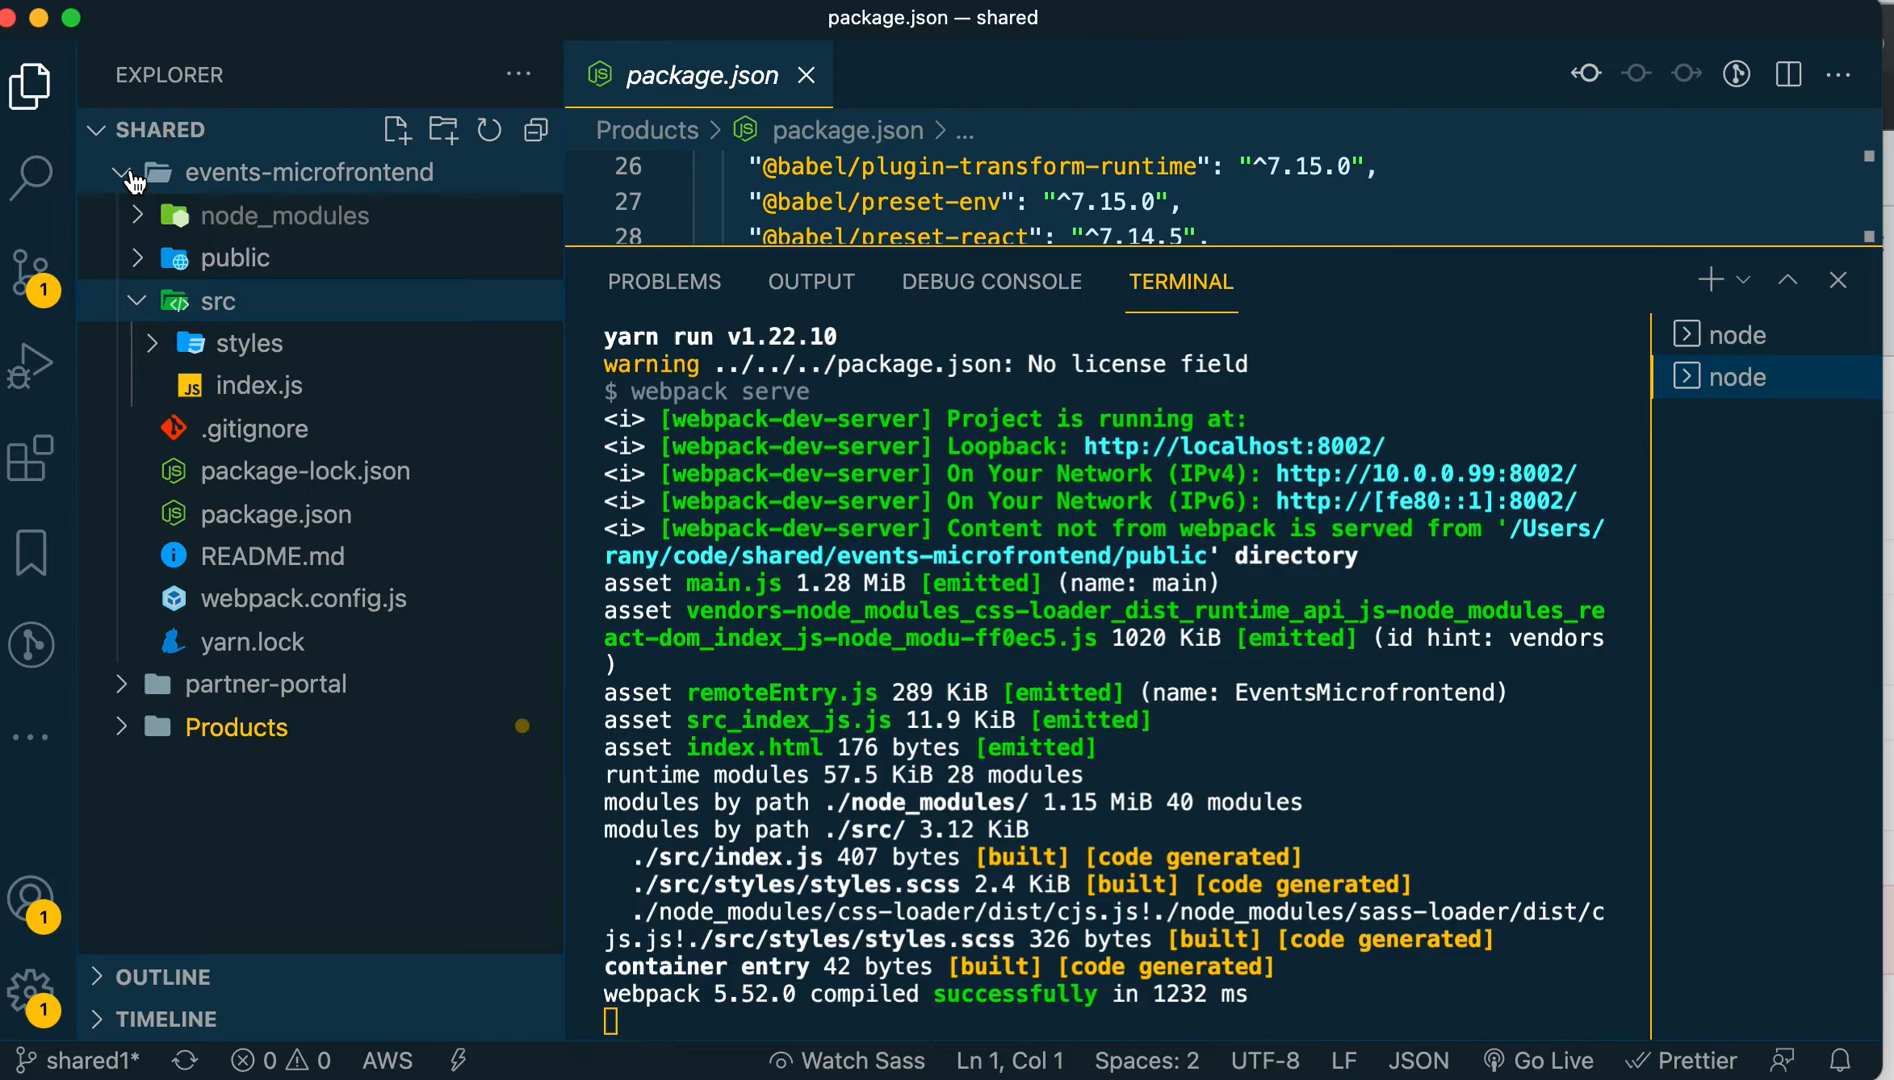 package.json — shared
EXPLORER
package.json
SHARED
Products > package.json > ...
events-microfrontend
node_modules
public
src
styles
index.js
.gitignore
package-lock.json
package.json
README.md
webpack.config.js
yarn.lock
partner-portal
Products
OUTLINE
TIMELINE
1
1
1
26 "@babel/plugin-transform-runtime": "^7.15.0",
27 "@babel/preset-env": "^7.15.0",
28 "@babel/preset-react": "^7.14.5",
PROBLEMS OUTPUT DEBUG CONSOLE TERMINAL
node
node
yarn run v1.22.10
warning ../../../package.json: No license field
$ webpack serve
<i> [webpack-dev-server] Project is running at:
<i> [webpack-dev-server] Loopback: http://localhost:8002/
<i> [webpack-dev-server] On Your Network (IPv4): http://10.0.0.99:8002/
<i> [webpack-dev-server] On Your Network (IPv6): http://[fe80::1]:8002/
<i> [webpack-dev-server] Content not from webpack is served from '/Users/
rany/code/shared/events-microfrontend/public' directory
asset main.js 1.28 MiB [emitted] (name: main)
asset vendors-node_modules_css-loader_dist_runtime_api_js-node_modules_re
act-dom_index_js-node_modu-ff0ec5.js 1020 KiB [emitted] (id hint: vendors
)
asset remoteEntry.js 289 KiB [emitted] (name: EventsMicrofrontend)
asset src_index_js.js 11.9 KiB [emitted]
asset index.html 176 bytes [emitted]
runtime modules 57.5 KiB 28 modules
modules by path ./node_modules/ 1.15 MiB 40 modules
modules by path ./src/ 3.12 KiB
./src/index.js 407 bytes [built] [code generated]
./src/styles/styles.scss 2.4 KiB [built] [code generated]
./node_modules/css-loader/dist/cjs.js!./node_modules/sass-loader/dist/c
js.js!./src/styles/styles.scss 326 bytes [built] [code generated]
container entry 42 bytes [built] [code generated]
webpack 5.52.0 compiled successfully in 1232 ms
shared1* 0 0 AWS Watch Sass Ln 1, Col 1 Spaces: 2 UTF-8 LF JSON Go Live Prettier